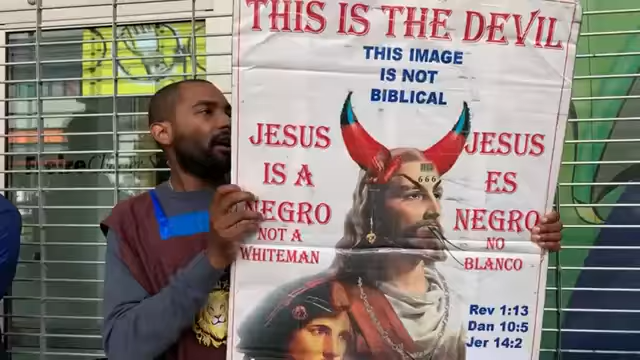 THIS IS THE DEVIL
THIS IMAGE
IS NOT
BIBLICAL
JESUS
IS A
NEGRO
NOT A
WHITEMAN
666
JESUS
ES
NEGRO
NO
BLANCO
Rev 1:13
Dan 10:5
Jer 14:2